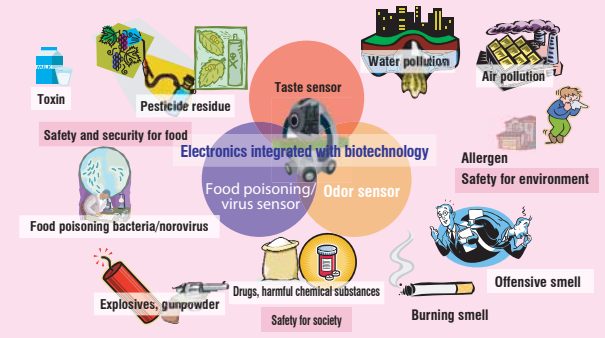 Water pollution
Air pollution
Toxin
Pesticide residue
Taste sensor
Safety and security for food
Electronics integrated with biotechnology
Allergen
Safety for environment
Food poisoning/
virus sensor
Odor sensor
Food poisoning bacteria/norovirus
Offensive smell
Explosives, gunpowder
Drugs, harmful chemical substances
Burning smell
Safety for society